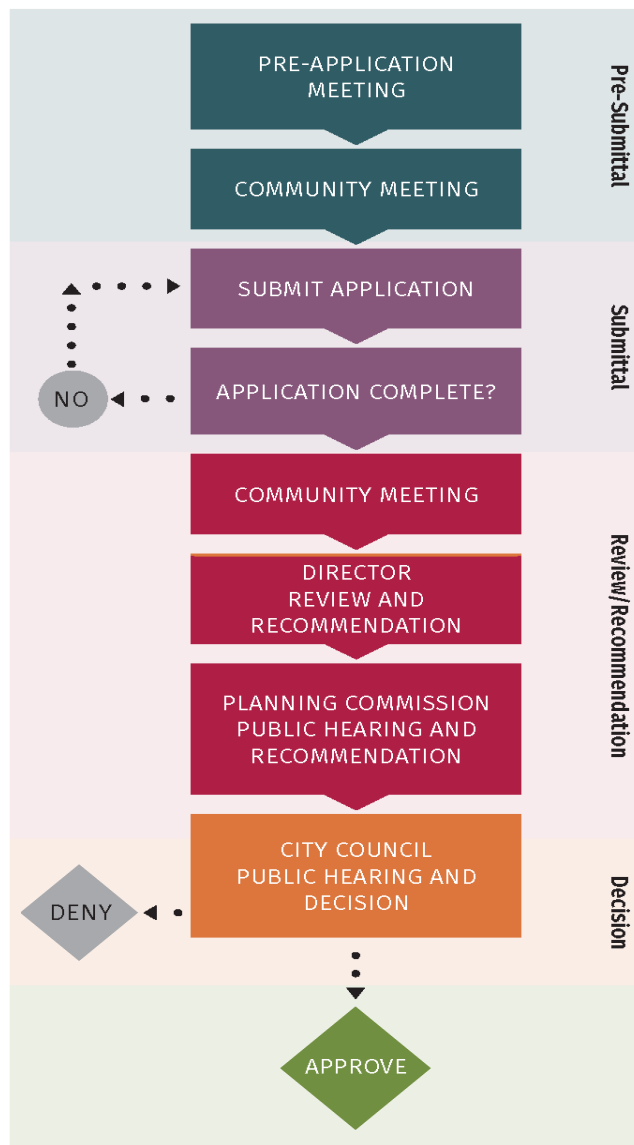 PRE-APPLICATION
MEETING
Pre-Submittal
COMMUNITY MEETING
SUBMIT APPLICATION
Submittal
NO
APPLICATION COMPLETE?
COMMUNITY MEETING
Review/Recommendation
DIRECTOR
REVIEW AND
RECOMMENDATION
PLANNING COMMISSION
PUBLIC HEARING AND
RECOMMENDATION
CITY COUNCIL
PUBLIC HEARING AND
DECISION
Decision
DENY
APPROVE